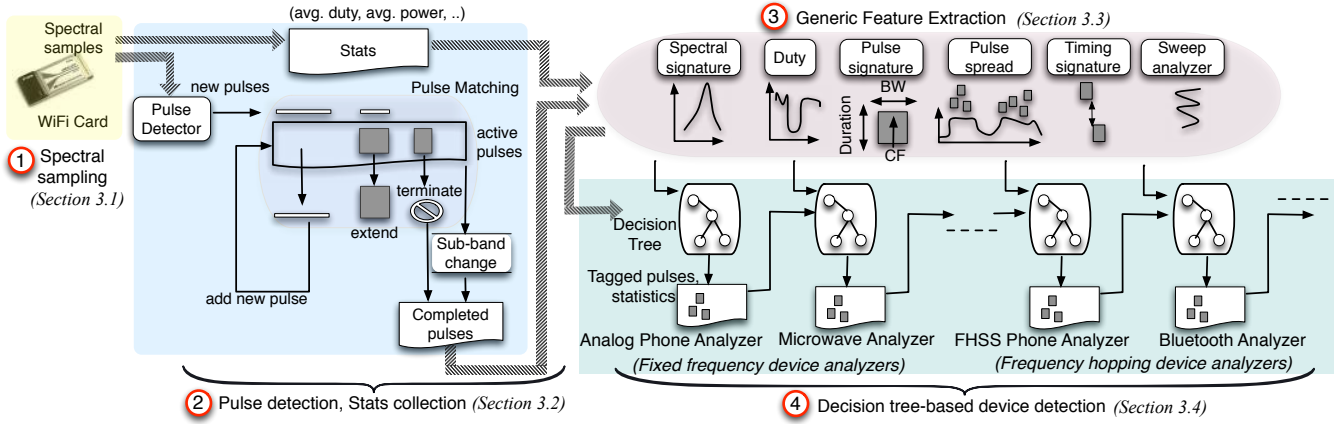 (avg. duty, avg. power, ..)
Spectral
samples
Stats
WiFi Card
1 Spectral
sampling
(Section 3.1)
new pulses
Pulse
Detector
Pulse Matching
active
pulses
terminate
extend
add new pulse
Sub-band
change
Completed
pulses
2 Pulse detection, Stats collection (Section 3.2)
3 Generic Feature Extraction (Section 3.3)
Spectral
signature
Duty
Pulse
signature
Pulse
spread
Timing
signature
Sweep
analyzer
BW
Duration
CF
Decision
Tree
Tagged pulses,
statistics
Analog Phone Analyzer
Microwave Analyzer
FHSS Phone Analyzer
Bluetooth Analyzer
(Fixed frequency device analyzers)
(Frequency hopping device analyzers)
4 Decision tree-based device detection (Section 3.4)